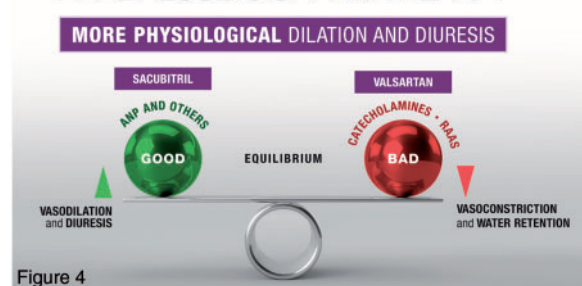 MORE PHYSIOLOGICAL DILATION AND DIURESIS
SACUBITRIL
VALSARTAN
ANP AND OTHERS
CATECHOLAMINES - RAAS
GOOD
EQUILIBRIUM
BAD
VASODILATION
and DIURESIS
VASOCONSTRICTION
and WATER RETENTION
Figure 4